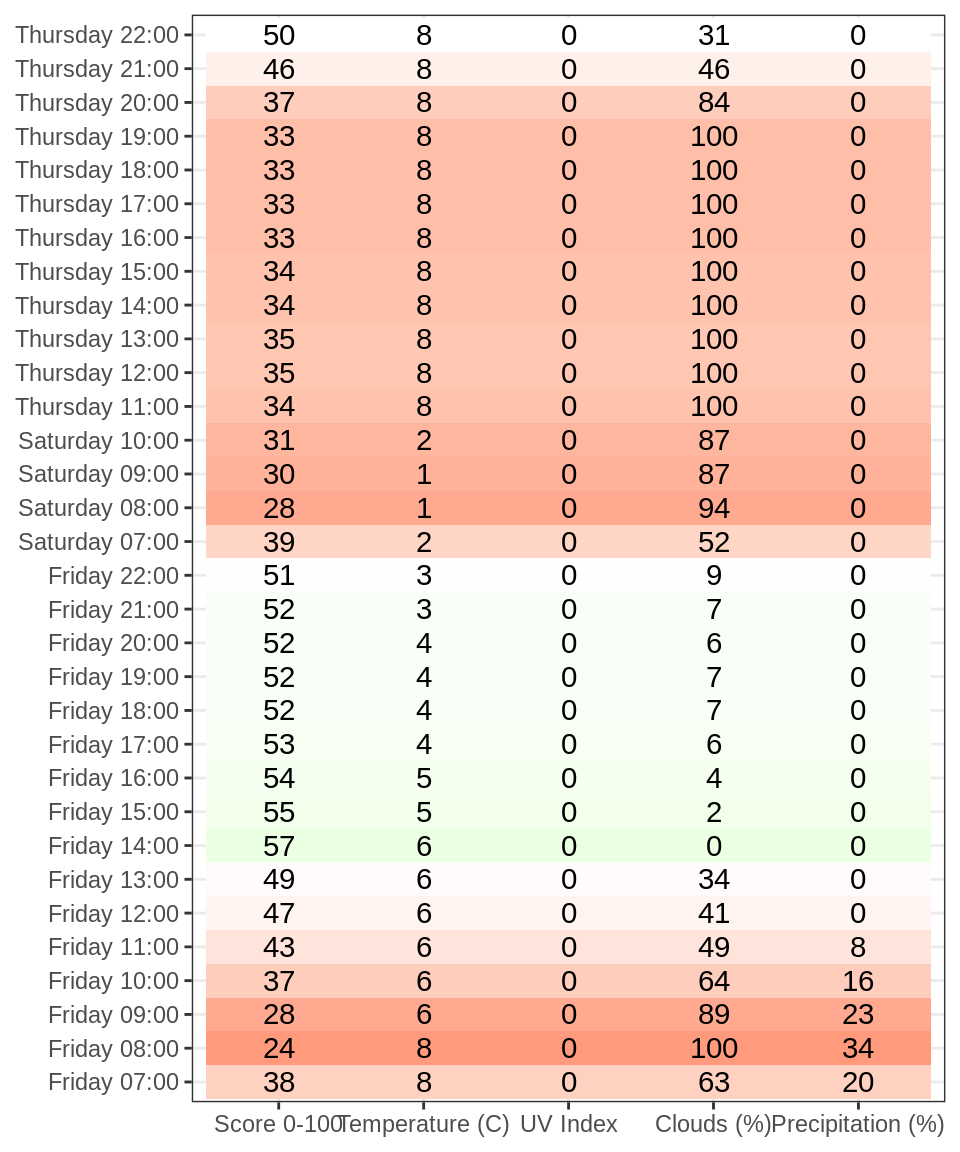 Thursday 22:00 50 8 0 31 0
Thursday 21:00 46 8 0 46 0
Thursday 20:00 37 8 0 84 0
Thursday 19:00 33 8 0 100 0
Thursday 18:00 33 8 0 100 0
Thursday 17:00 33 8 0 100 0
Thursday 16:00 33 8 0 100 0
Thursday 15:00 34 8 0 100 0
Thursday 14:00 34 8 0 100 0
Thursday 13:00 35 8 0 100 0
Thursday 12:00 35 8 0 100 0
Thursday 11:00 34 8 0 100 0
Saturday 10:00 31 2 0 87 0
Saturday 09:00 30 1 0 87 0
Saturday 08:00 28 1 0 94 0
Saturday 07:00 39 2 0 52 0
Friday 22:00 51 3 0 9 0
Friday 21:00 52 3 0 7 0
Friday 20:00 52 4 0 6 0
Friday 19:00 52 4 0 7 0
Friday 18:00 52 4 0 7 0
Friday 17:00 53 4 0 6 0
Friday 16:00 54 5 0 4 0
Friday 15:00 55 5 0 2 0
Friday 14:00 57 6 0 0 0
Friday 13:00 49 6 0 34 0
Friday 12:00 47 6 0 41 0
Friday 11:00 43 6 0 49 8
Friday 10:00 37 6 0 64 16
Friday 09:00 28 6 0 89 23
Friday 08:00 24 8 0 100 34
Friday 07:00 38 8 0 63 20
Score 0-100 Temperature (C) UV Index Clouds (%) Precipitation (%)